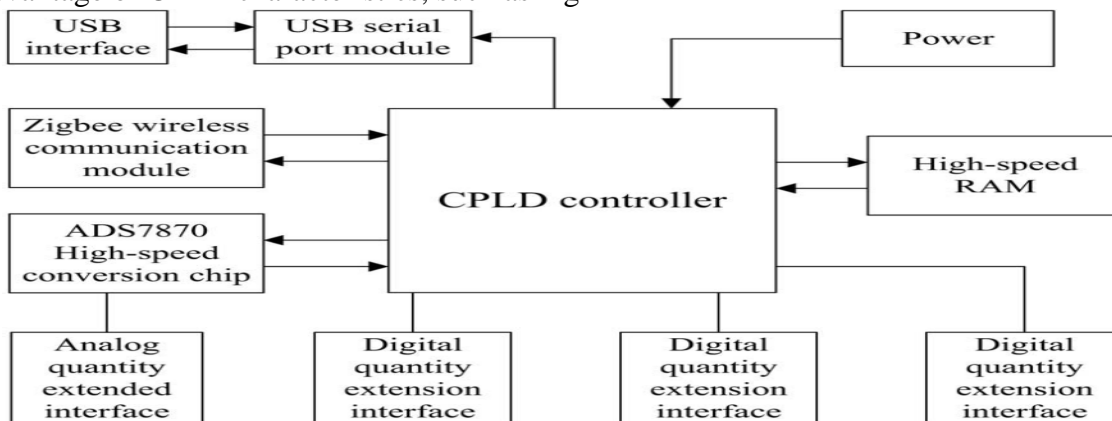 USB
interface
USB serial
port module
Power
Zigbee wireless
communication
module
CPLD controller
High-speed
RAM
ADS7870
High-speed
conversion chip
Analog
quantity
extended
interface
Digital
quantity
extension
interface
Digital
quantity
extension
interface
Digital
quantity
extension
interface